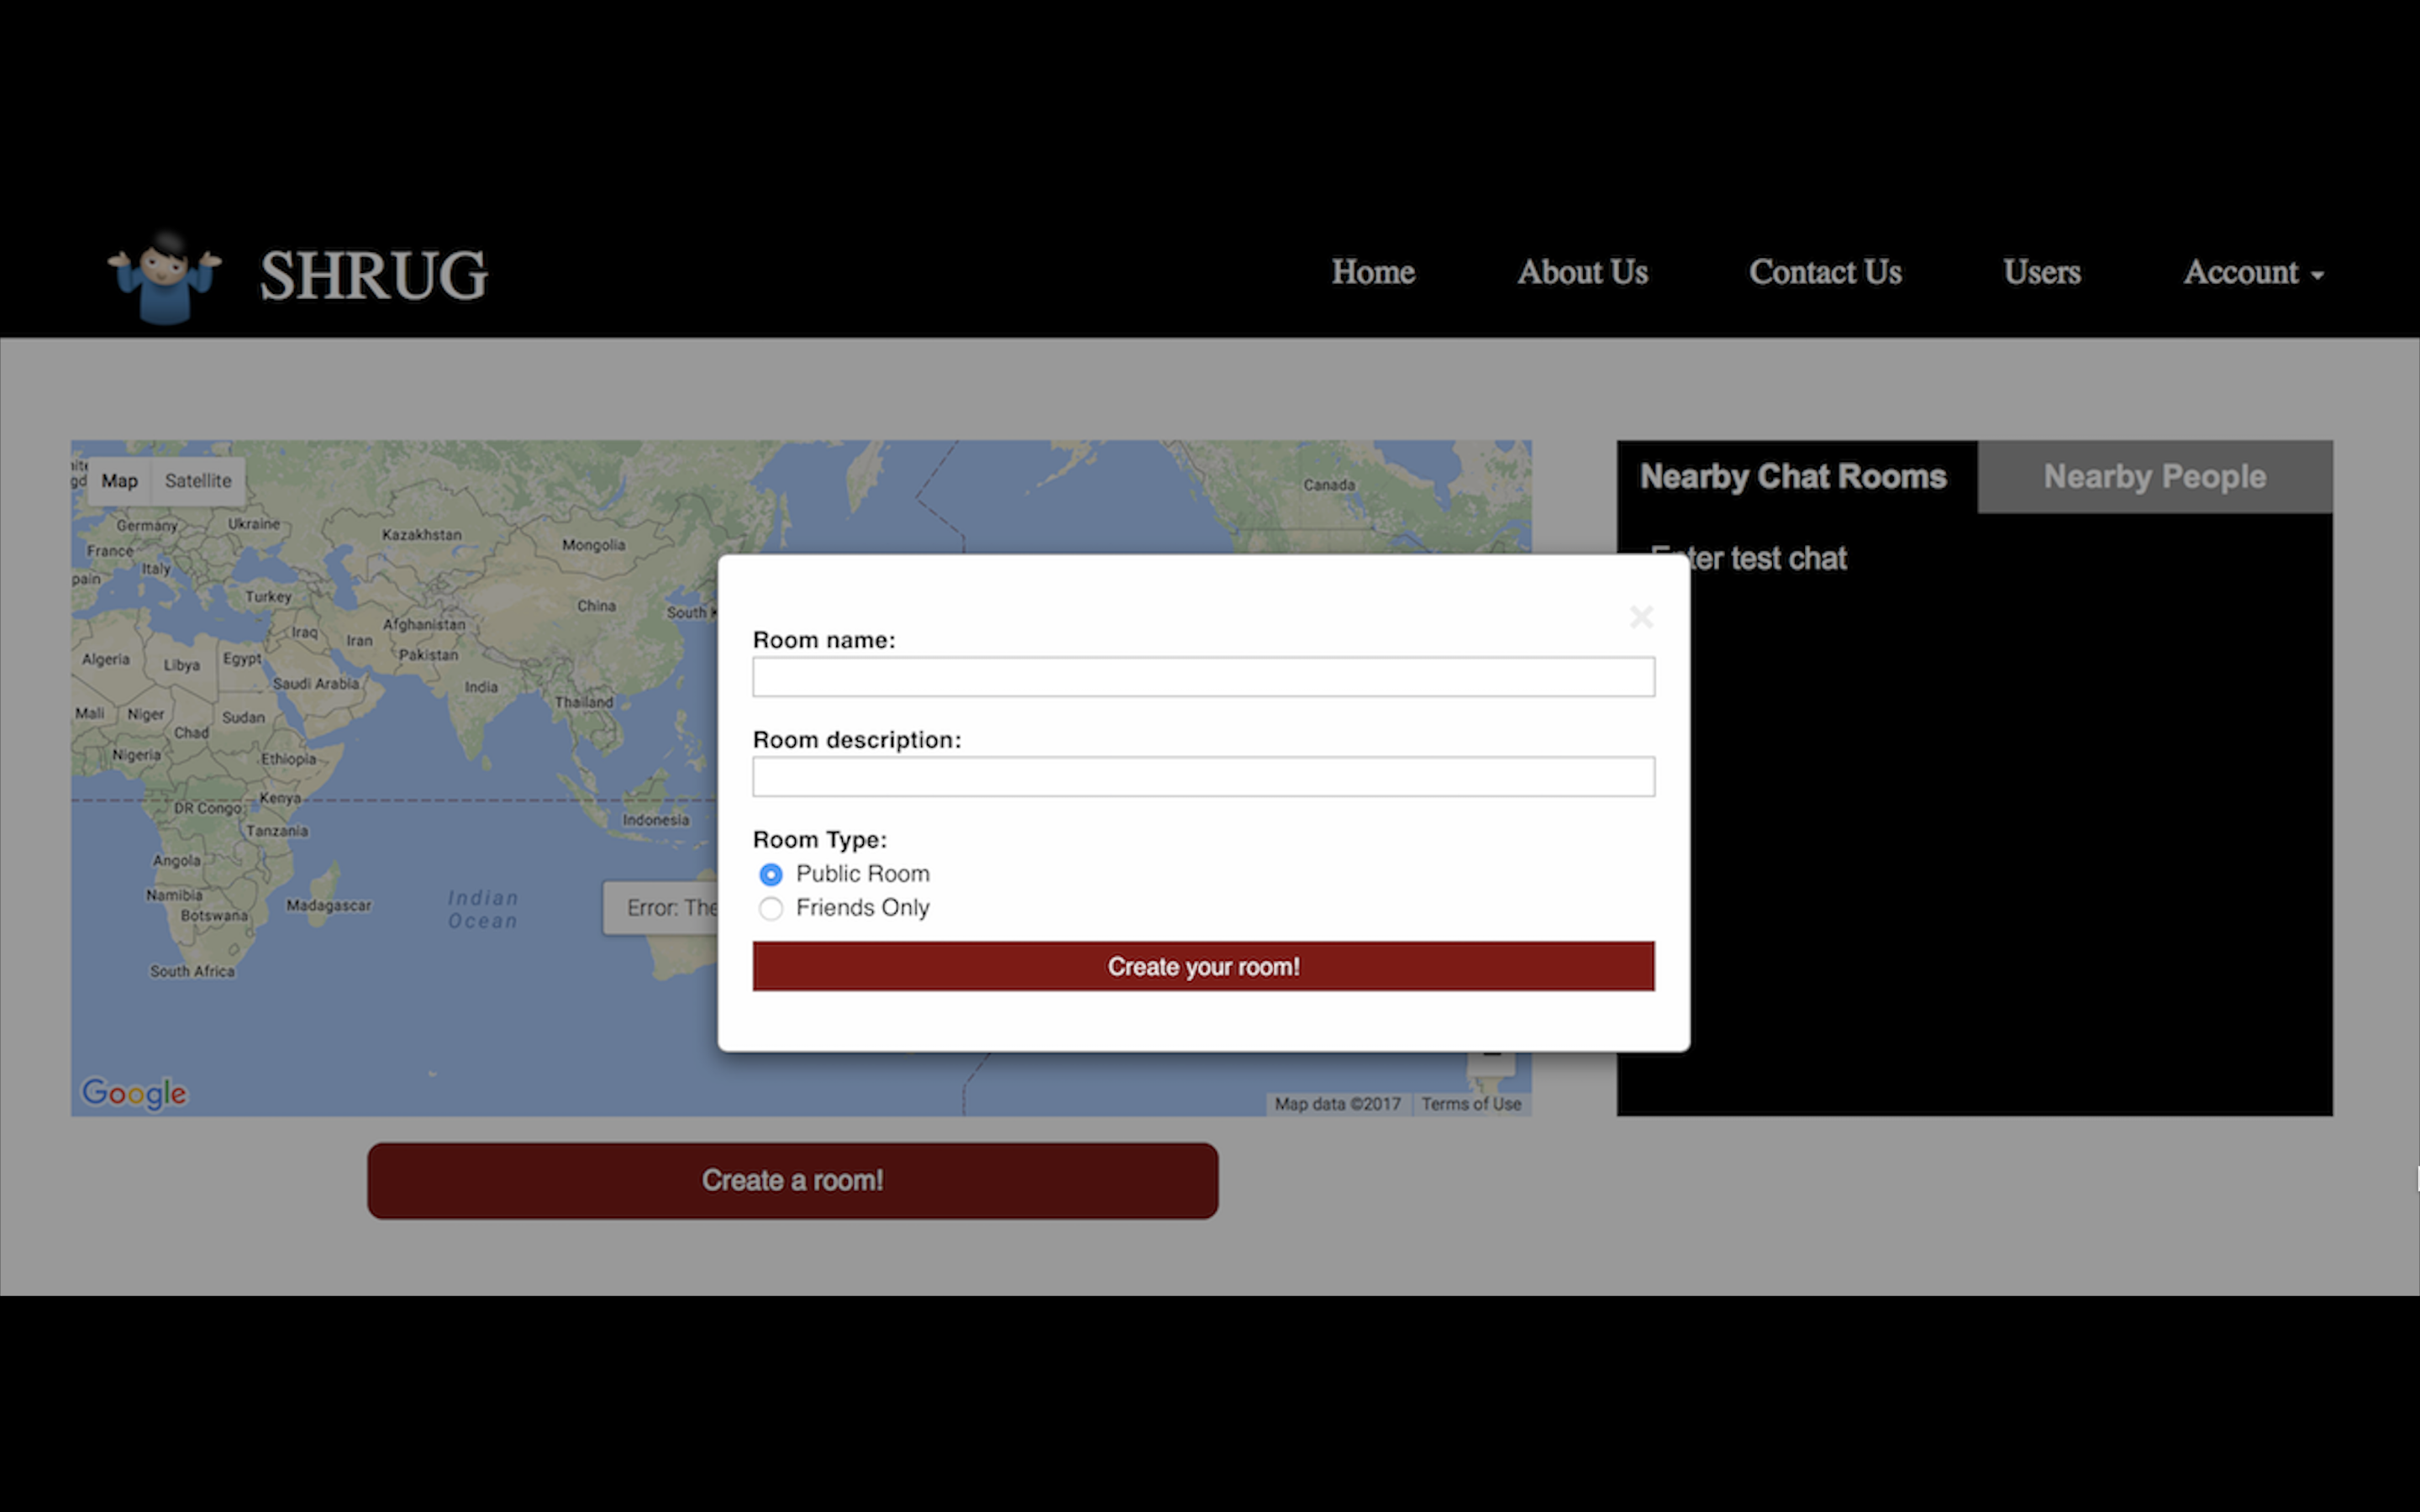 SHRUG
Home
About Us
Contact Us
Users
Account
Map
Satellite
Germany
Ukraine
France
Italy
Turkey
Kazakhstan
Mongolia
China
Iraq
Iran
Afghanistan
Pakistan
Algeria
Libya
Egypt
Saudi Arabia
India
Thailand
Mali
Niger
Sudan
Chad
Nigeria
Ethiopia
DR Congo
Kenya
Tanzania
Indonesia
Angola
Namibia
Botswana
Madagascar
South Africa
Indian
Ocean
Canada
South
Error: The
Google
Map data ©2017
Terms of Use
Room name:
Room description:
Room Type:
Public Room
Friends Only
Create your room!
Nearby Chat Rooms
Nearby People
Enter test chat
Create a room!